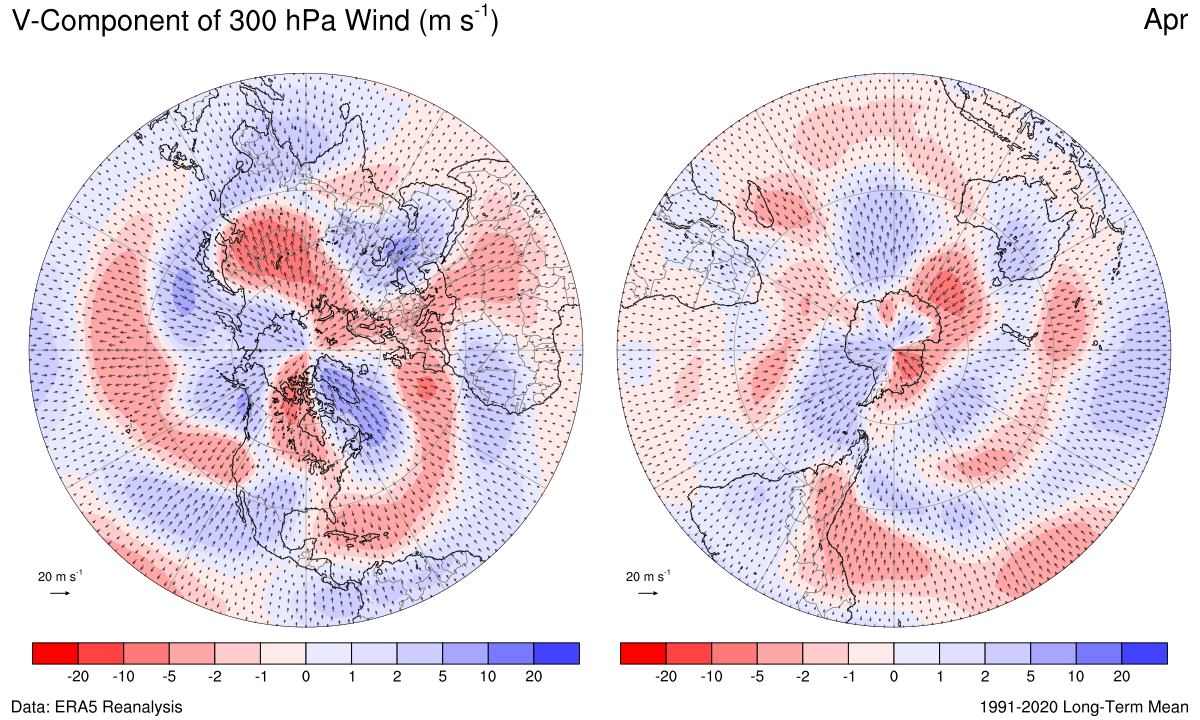 V-Component of 300 hPa Wind (m s⁻¹)
Apr
20 m s⁻¹
20 m s⁻¹
-20 -10 -5 -2 -1 0 1 2 5 10 20
-20 -10 -5 -2 -1 0 1 2 5 10 20
Data: ERA5 Reanalysis
1991-2020 Long-Term Mean